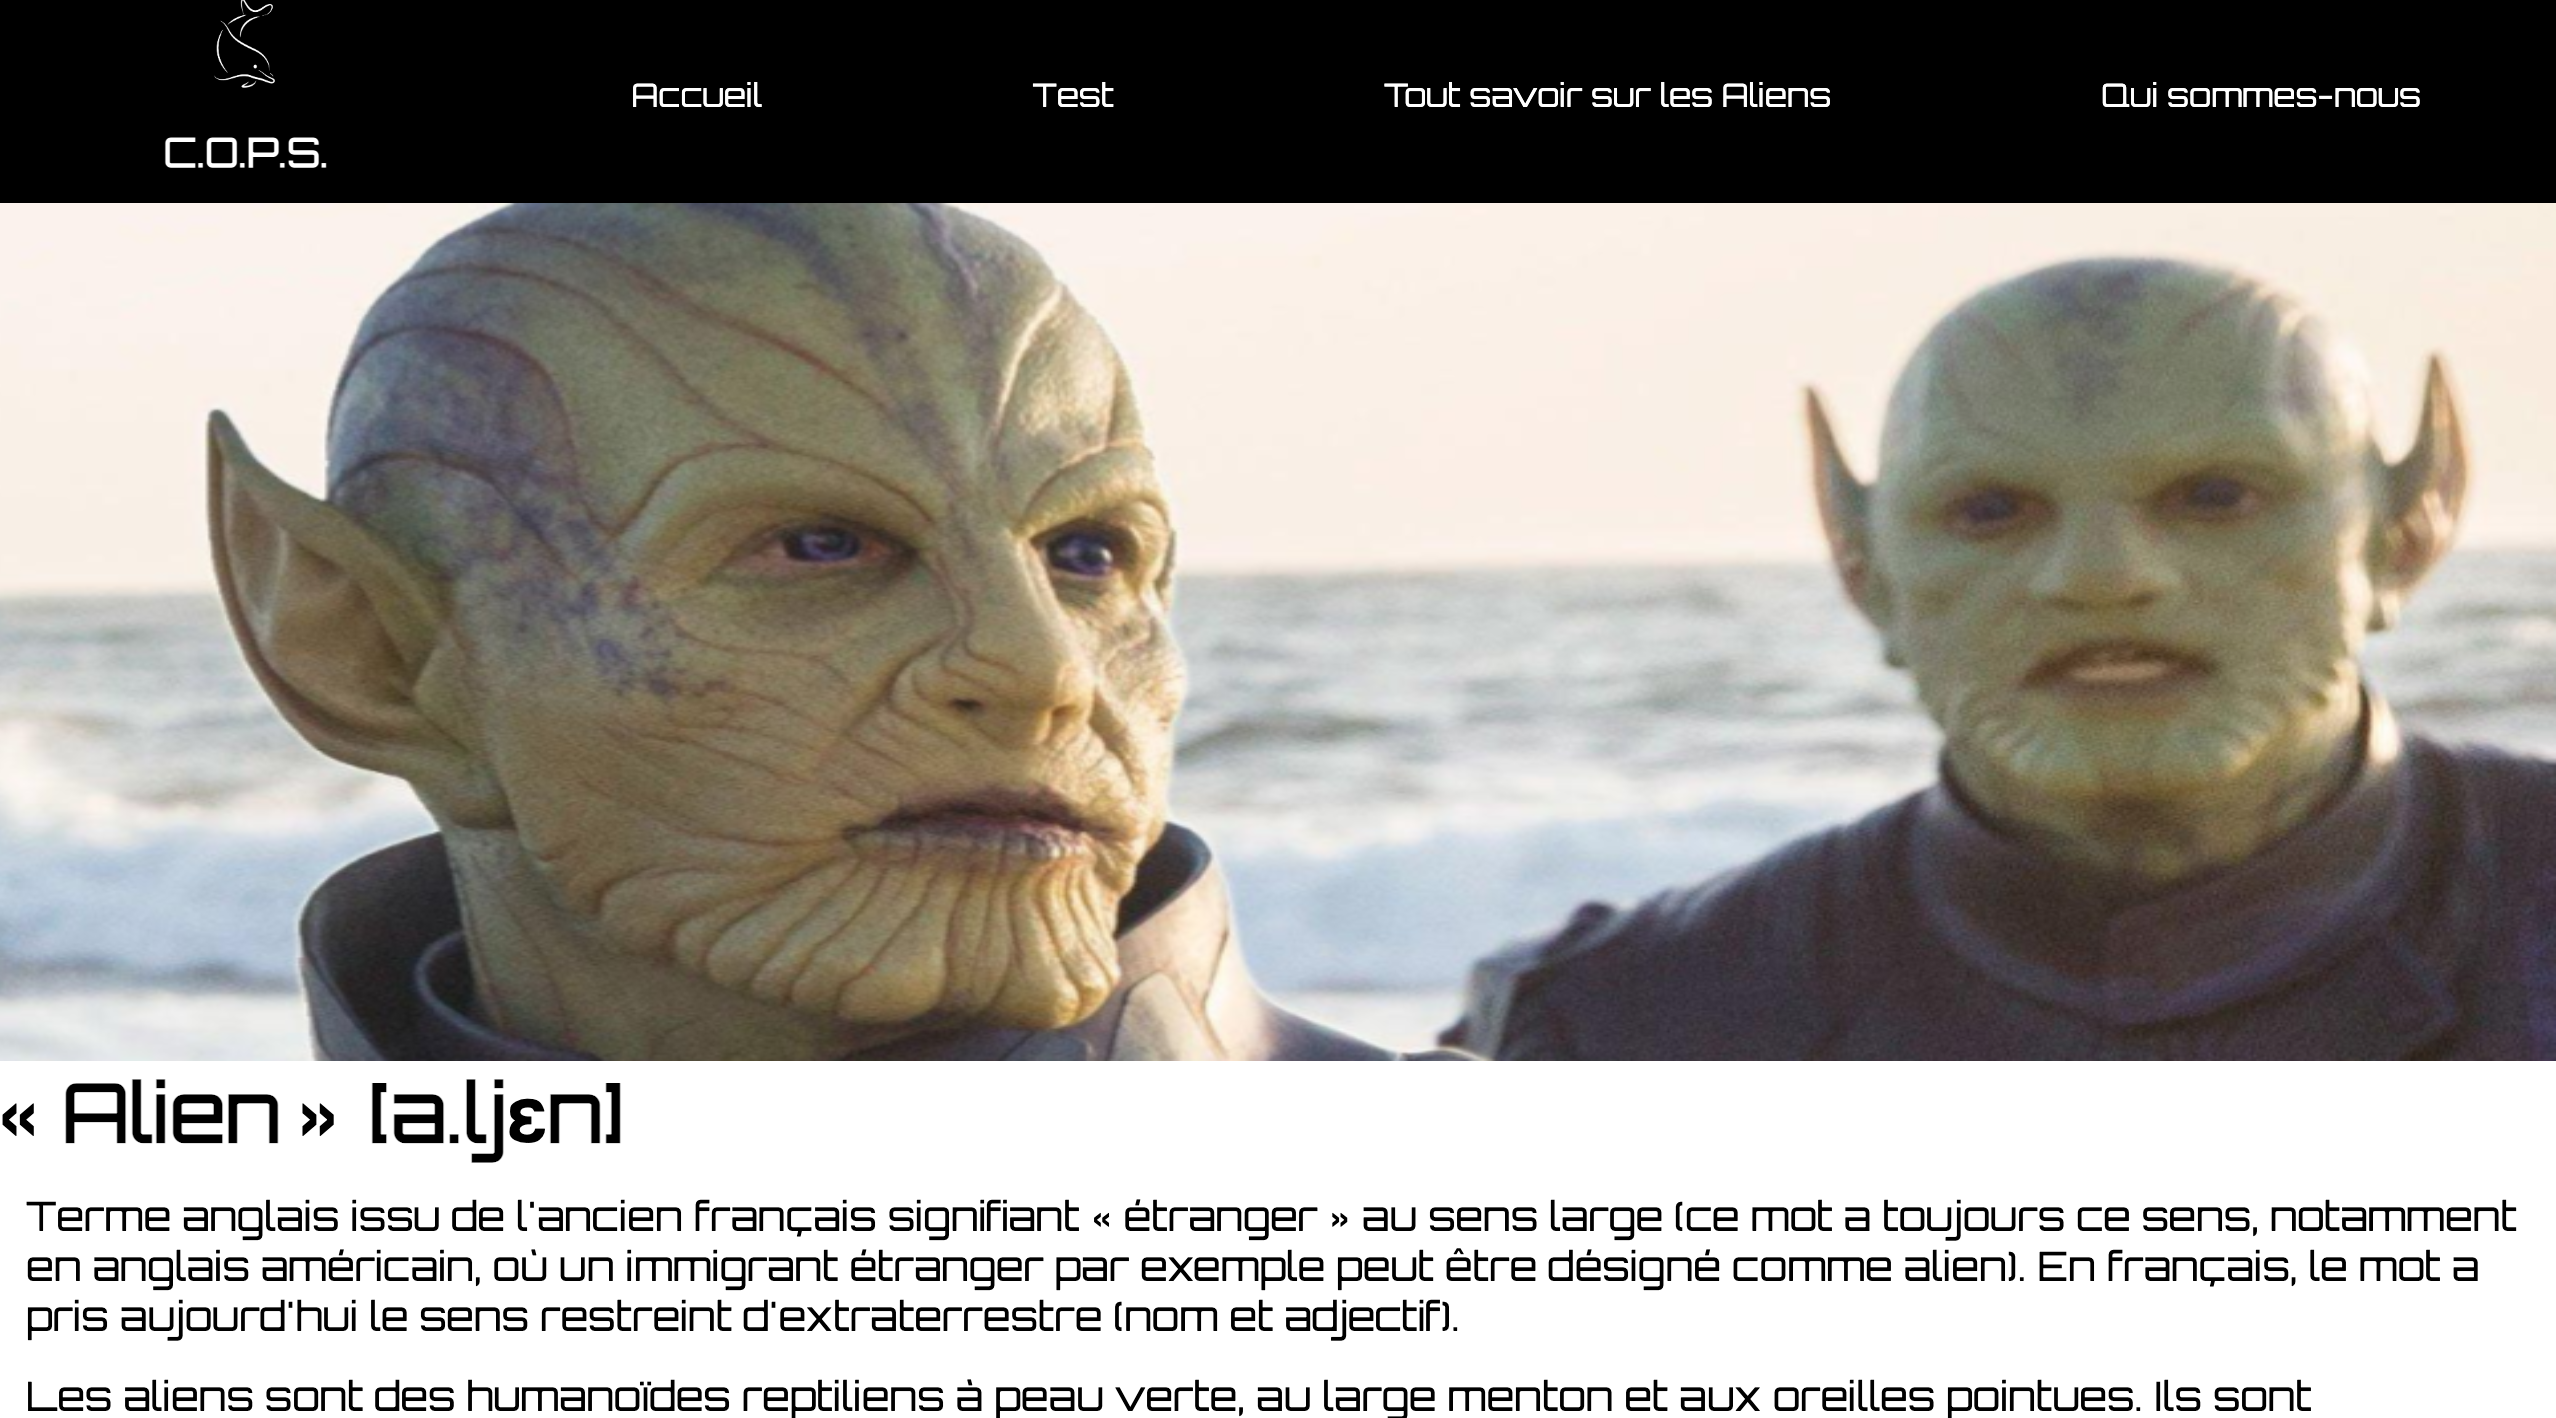 C.O.P.S.
Accueil
Test
Tout savoir sur les Aliens
Qui sommes-nous
« Alien » [a.ljɛn]
Terme anglais issu de l'ancien français signifiant « étranger » au sens large (ce mot a toujours ce sens, notamment
en anglais américain, où un immigrant étranger par exemple peut être désigné comme alien). En français, le mot a
pris aujourd'hui le sens restreint d'extraterrestre (nom et adjectif).
Les aliens sont des humanoïdes reptiliens à peau verte, au large menton et aux oreilles pointues. Ils sont